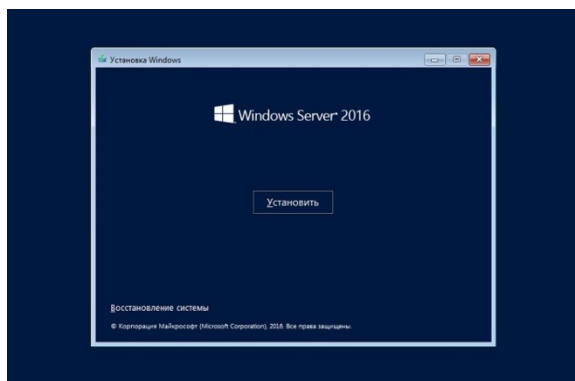 Установка Windows
Windows Server 2016
Установить
Восстановление системы
© Корпорация Майкрософт (Microsoft Corporation), 2016. Все права защищены.